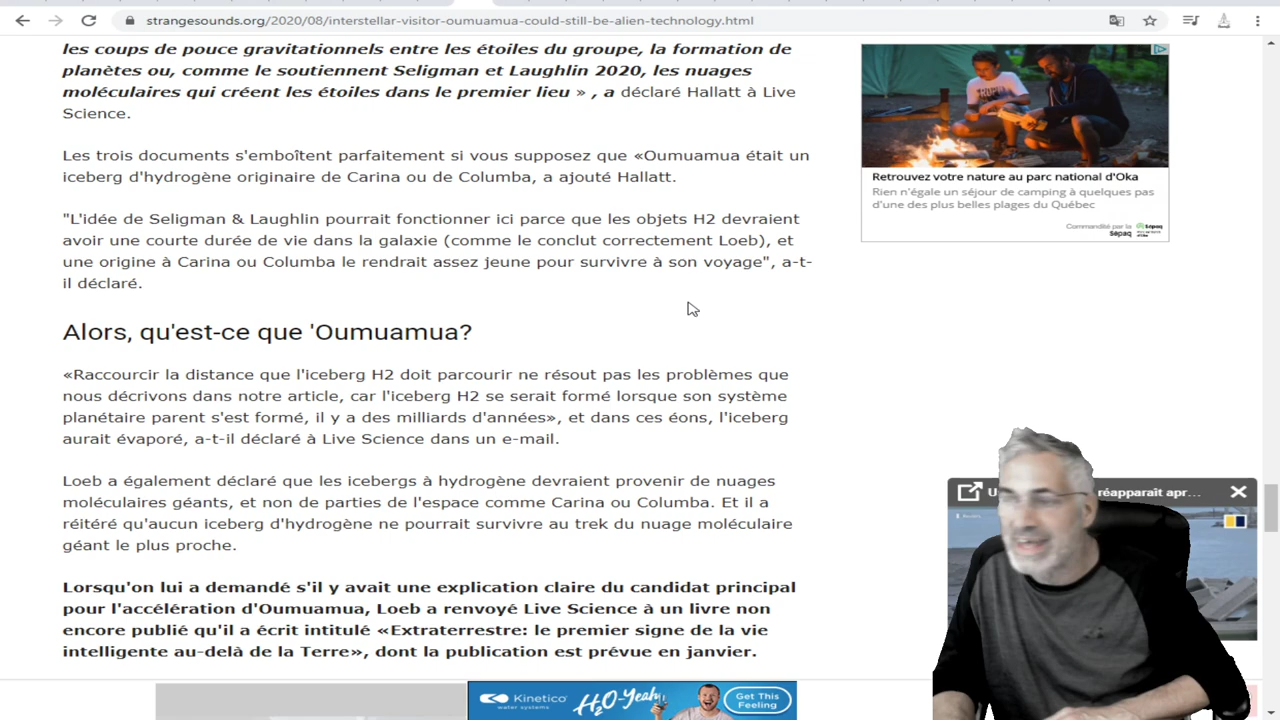 strangesounds.org/2020/08/interstellar-visitor-oumuamua-could-still-be-alien-technology.html
les coups de pouce gravitationnels entre les étoiles du groupe, la formation de
planètes ou, comme le soutiennent Seligman et Laughlin 2020, les nuages
moléculaires qui créent les étoiles dans le premier lieu » , a déclaré Hallatt à Live
Science.
Les trois documents s'emboîtent parfaitement si vous supposez que «Oumuamua était un
iceberg d'hydrogène originaire de Carina ou de Columba, a ajouté Hallatt.
"L'idée de Seligman & Laughlin pourrait fonctionner ici parce que les objets H2 devraient
avoir une courte durée de vie dans la galaxie (comme le conclut correctement Loeb), et
une origine à Carina ou Columba le rendrait assez jeune pour survivre à son voyage", a-t-
il déclaré.
Alors, qu'est-ce que 'Oumuamua?
«Raccourcir la distance que l'iceberg H2 doit parcourir ne résout pas les problèmes que
nous décrivons dans notre article, car l'iceberg H2 se serait formé lorsque son système
planétaire parent s'est formé, il y a des milliards d'années», et dans ces éons, l'iceberg
aurait évaporé, a-t-il déclaré à Live Science dans un e-mail.
Loeb a également déclaré que les icebergs à hydrogène devraient provenir de nuages
moléculaires géants, et non de parties de l'espace comme Carina ou Columba. Et il a
réitéré qu'aucun iceberg d'hydrogène ne pourrait survivre au trek du nuage moléculaire
géant le plus proche.
Lorsqu'on lui a demandé s'il y avait une explication claire du candidat principal
pour l'accélération d'Oumuamua, Loeb a renvoyé Live Science à un livre non
encore publié qu'il a écrit intitulé «Extraterrestre: le premier signe de la vie
intelligente au-delà de la Terre», dont la publication est prévue en janvier.
Retrouvez votre nature au parc national d'Oka
Rien n'égale un séjour de camping à quelques pas
d'une des plus belles plages du Québec
Commandité par la
Sépaq
Sépaq
U
réapparaît apr...
Kinetico
water systems
H₂O-Yeah!
Get This
Feeling